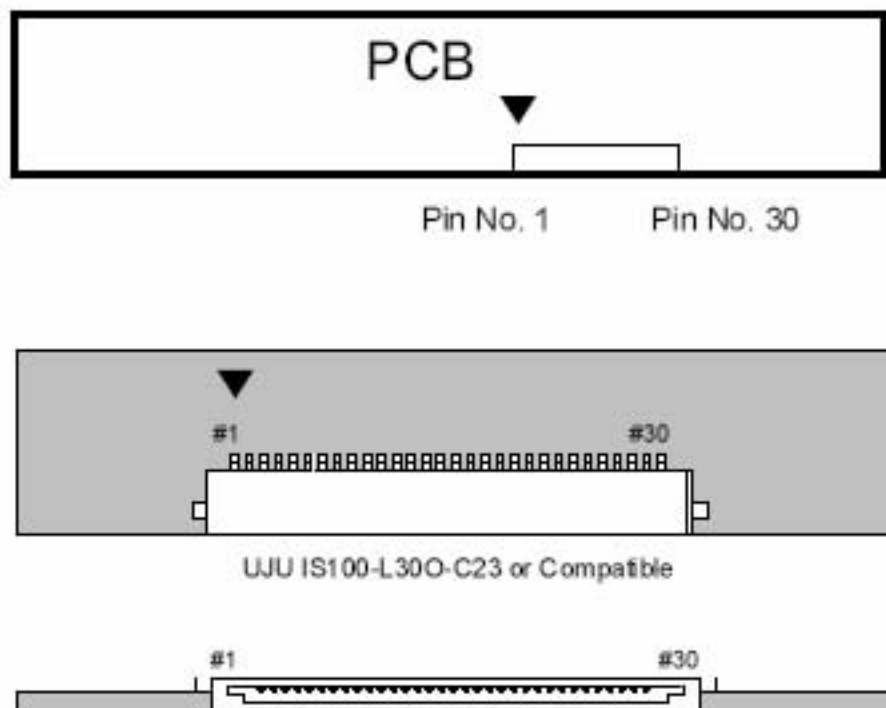 PCB
Pin No. 1 Pin No. 30
#1 #30
UJU IS100-L30O-C23 or Compatible
#1 #30